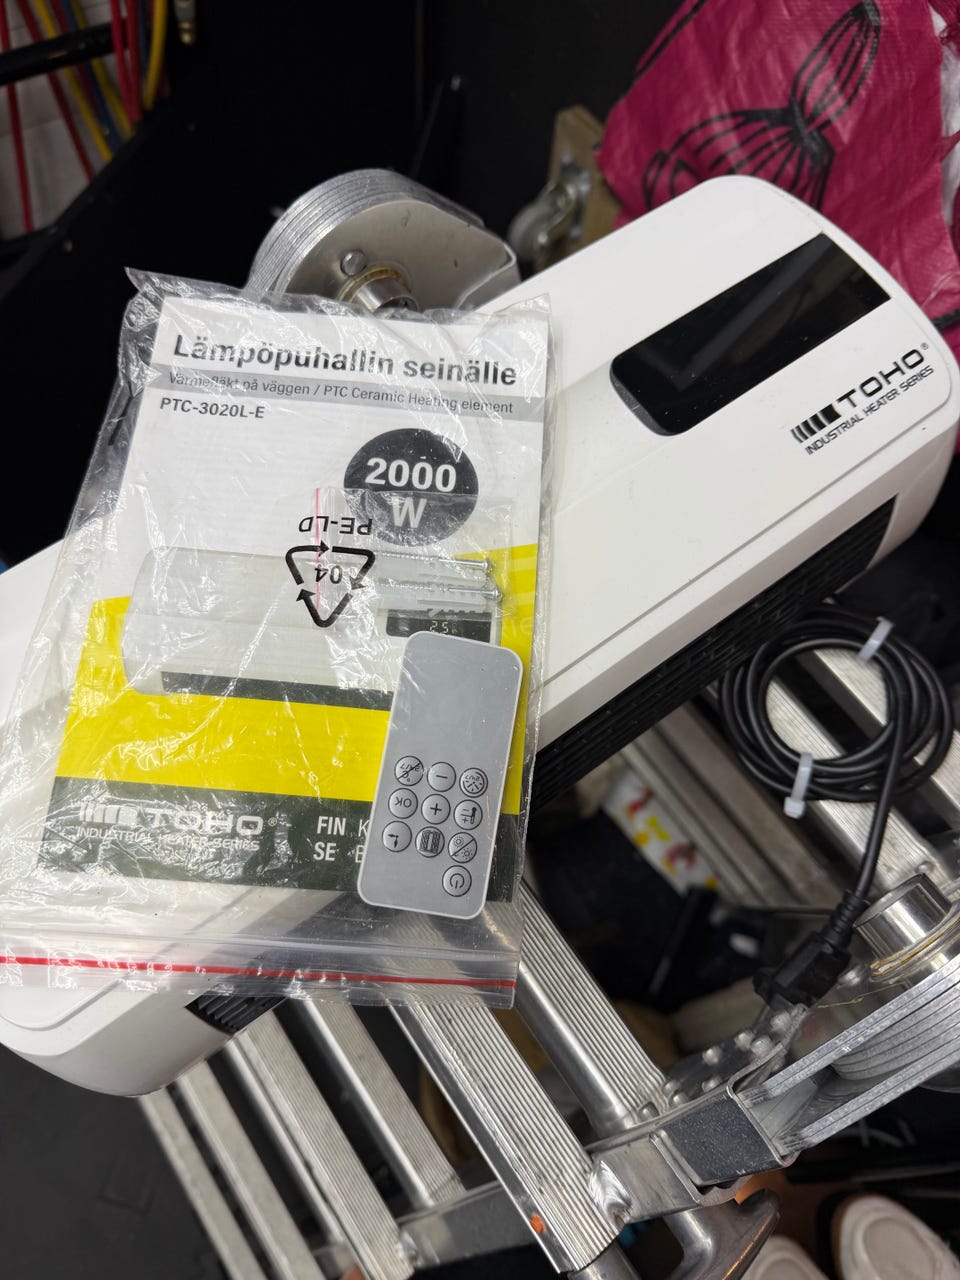 Lämpöpuhallin seinälle
Värmefläkt på väggen / PTC Ceramic Heating element
PTC-3020L-E
2000
W
PE-LD
04
25
TOHO®
INDUSTRIAL HEATER SERIES
FIN K
SE B
OK
TOHO®
INDUSTRIAL HEATER SERIES